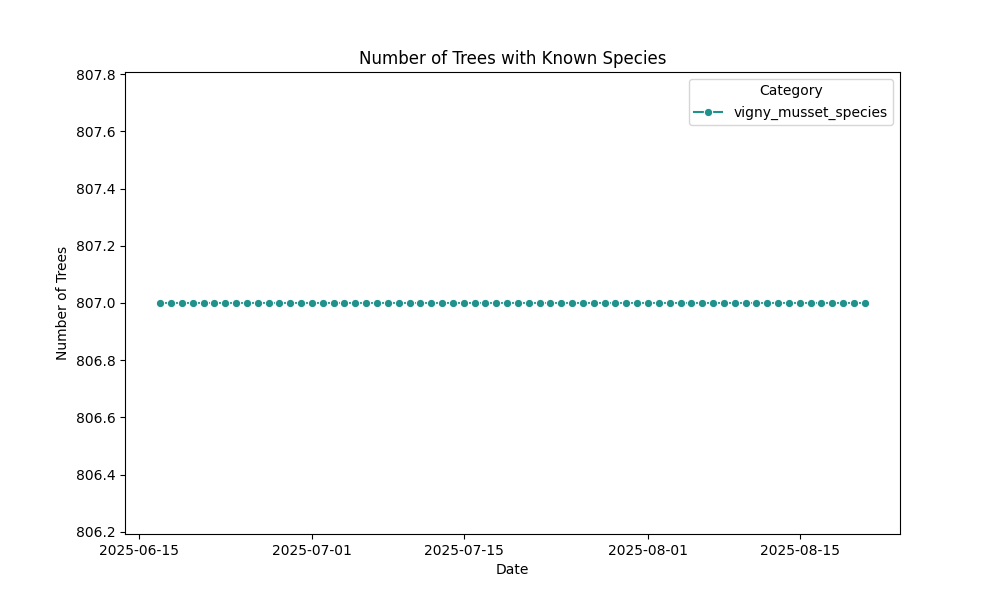 Number of Trees with Known Species
Category
vigny_musset_species
Number of Trees
807.8
807.6
807.4
807.2
807.0
806.8
806.6
806.4
806.2
2025-06-15 2025-07-01 2025-07-15 2025-08-01 2025-08-15
Date